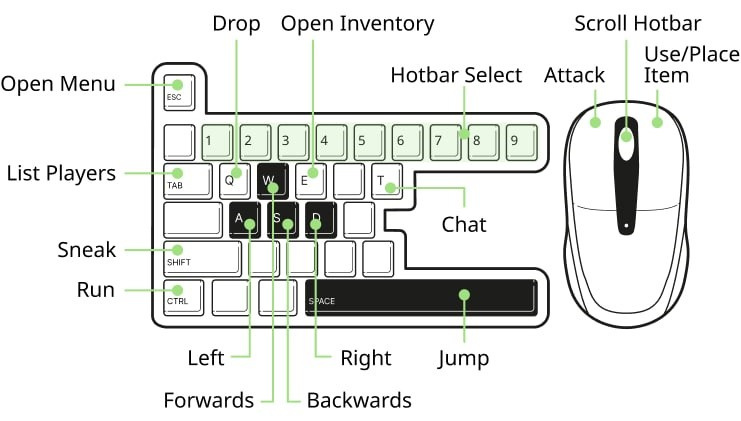 Drop
Open Inventory
Scroll Hotbar
Open Menu
Hotbar Select
Attack
Use/Place
Item
ESC
1 2 3 4 5 6 7 8 9
List Players
TAB
Q W E T
A S D
Chat
Sneak
SHIFT
Run
CTRL
SPACE
Left
Right
Jump
Forwards
Backwards